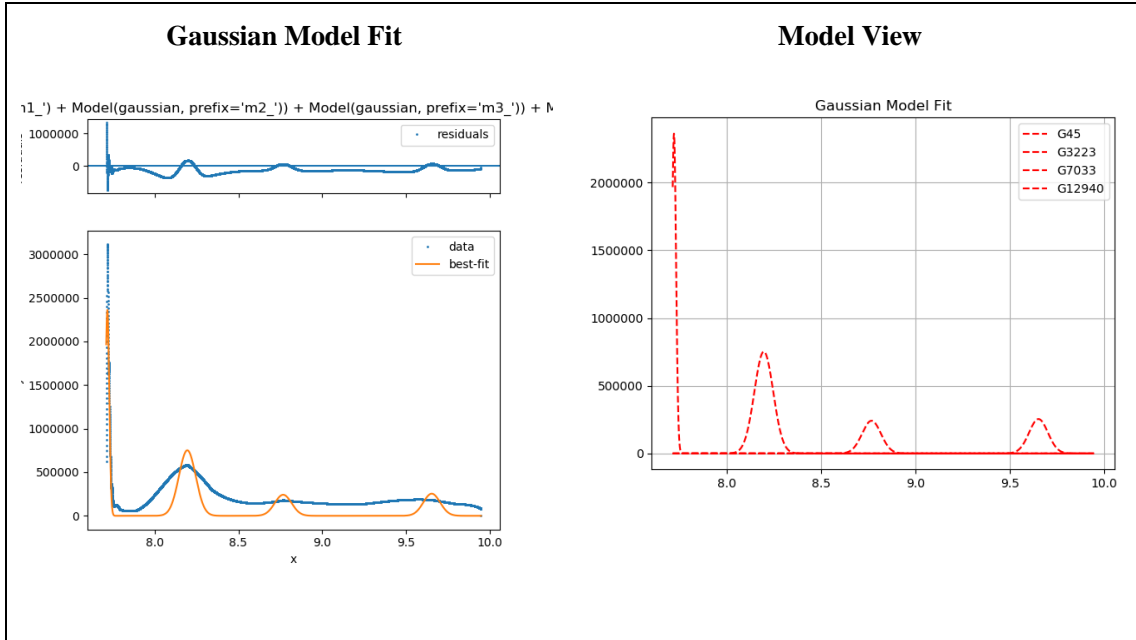 Gaussian Model Fit
Model View
n1_') + Model(gaussian, prefix='m2_')) + Model(gaussian, prefix='m3_')) + M
1000000
0
residuals
3000000
2500000
2000000
1500000
1000000
500000
0
data
best-fit
8.0 8.5 9.0 9.5 10.0
x
Gaussian Model Fit
2000000
1500000
1000000
500000
0
G45
G3223
G7033
G12940
8.0 8.5 9.0 9.5 10.0